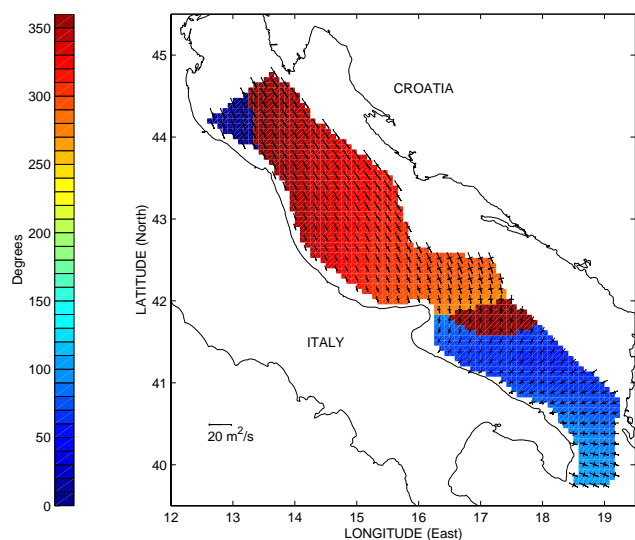 350
300
250
200
150
100
50
0
Degrees
45
44
43
42
41
40
LATITUDE (North)
CROATIA
ITALY
20 m²/s
12 13 14 15 16 17 18 19
LONGITUDE (East)